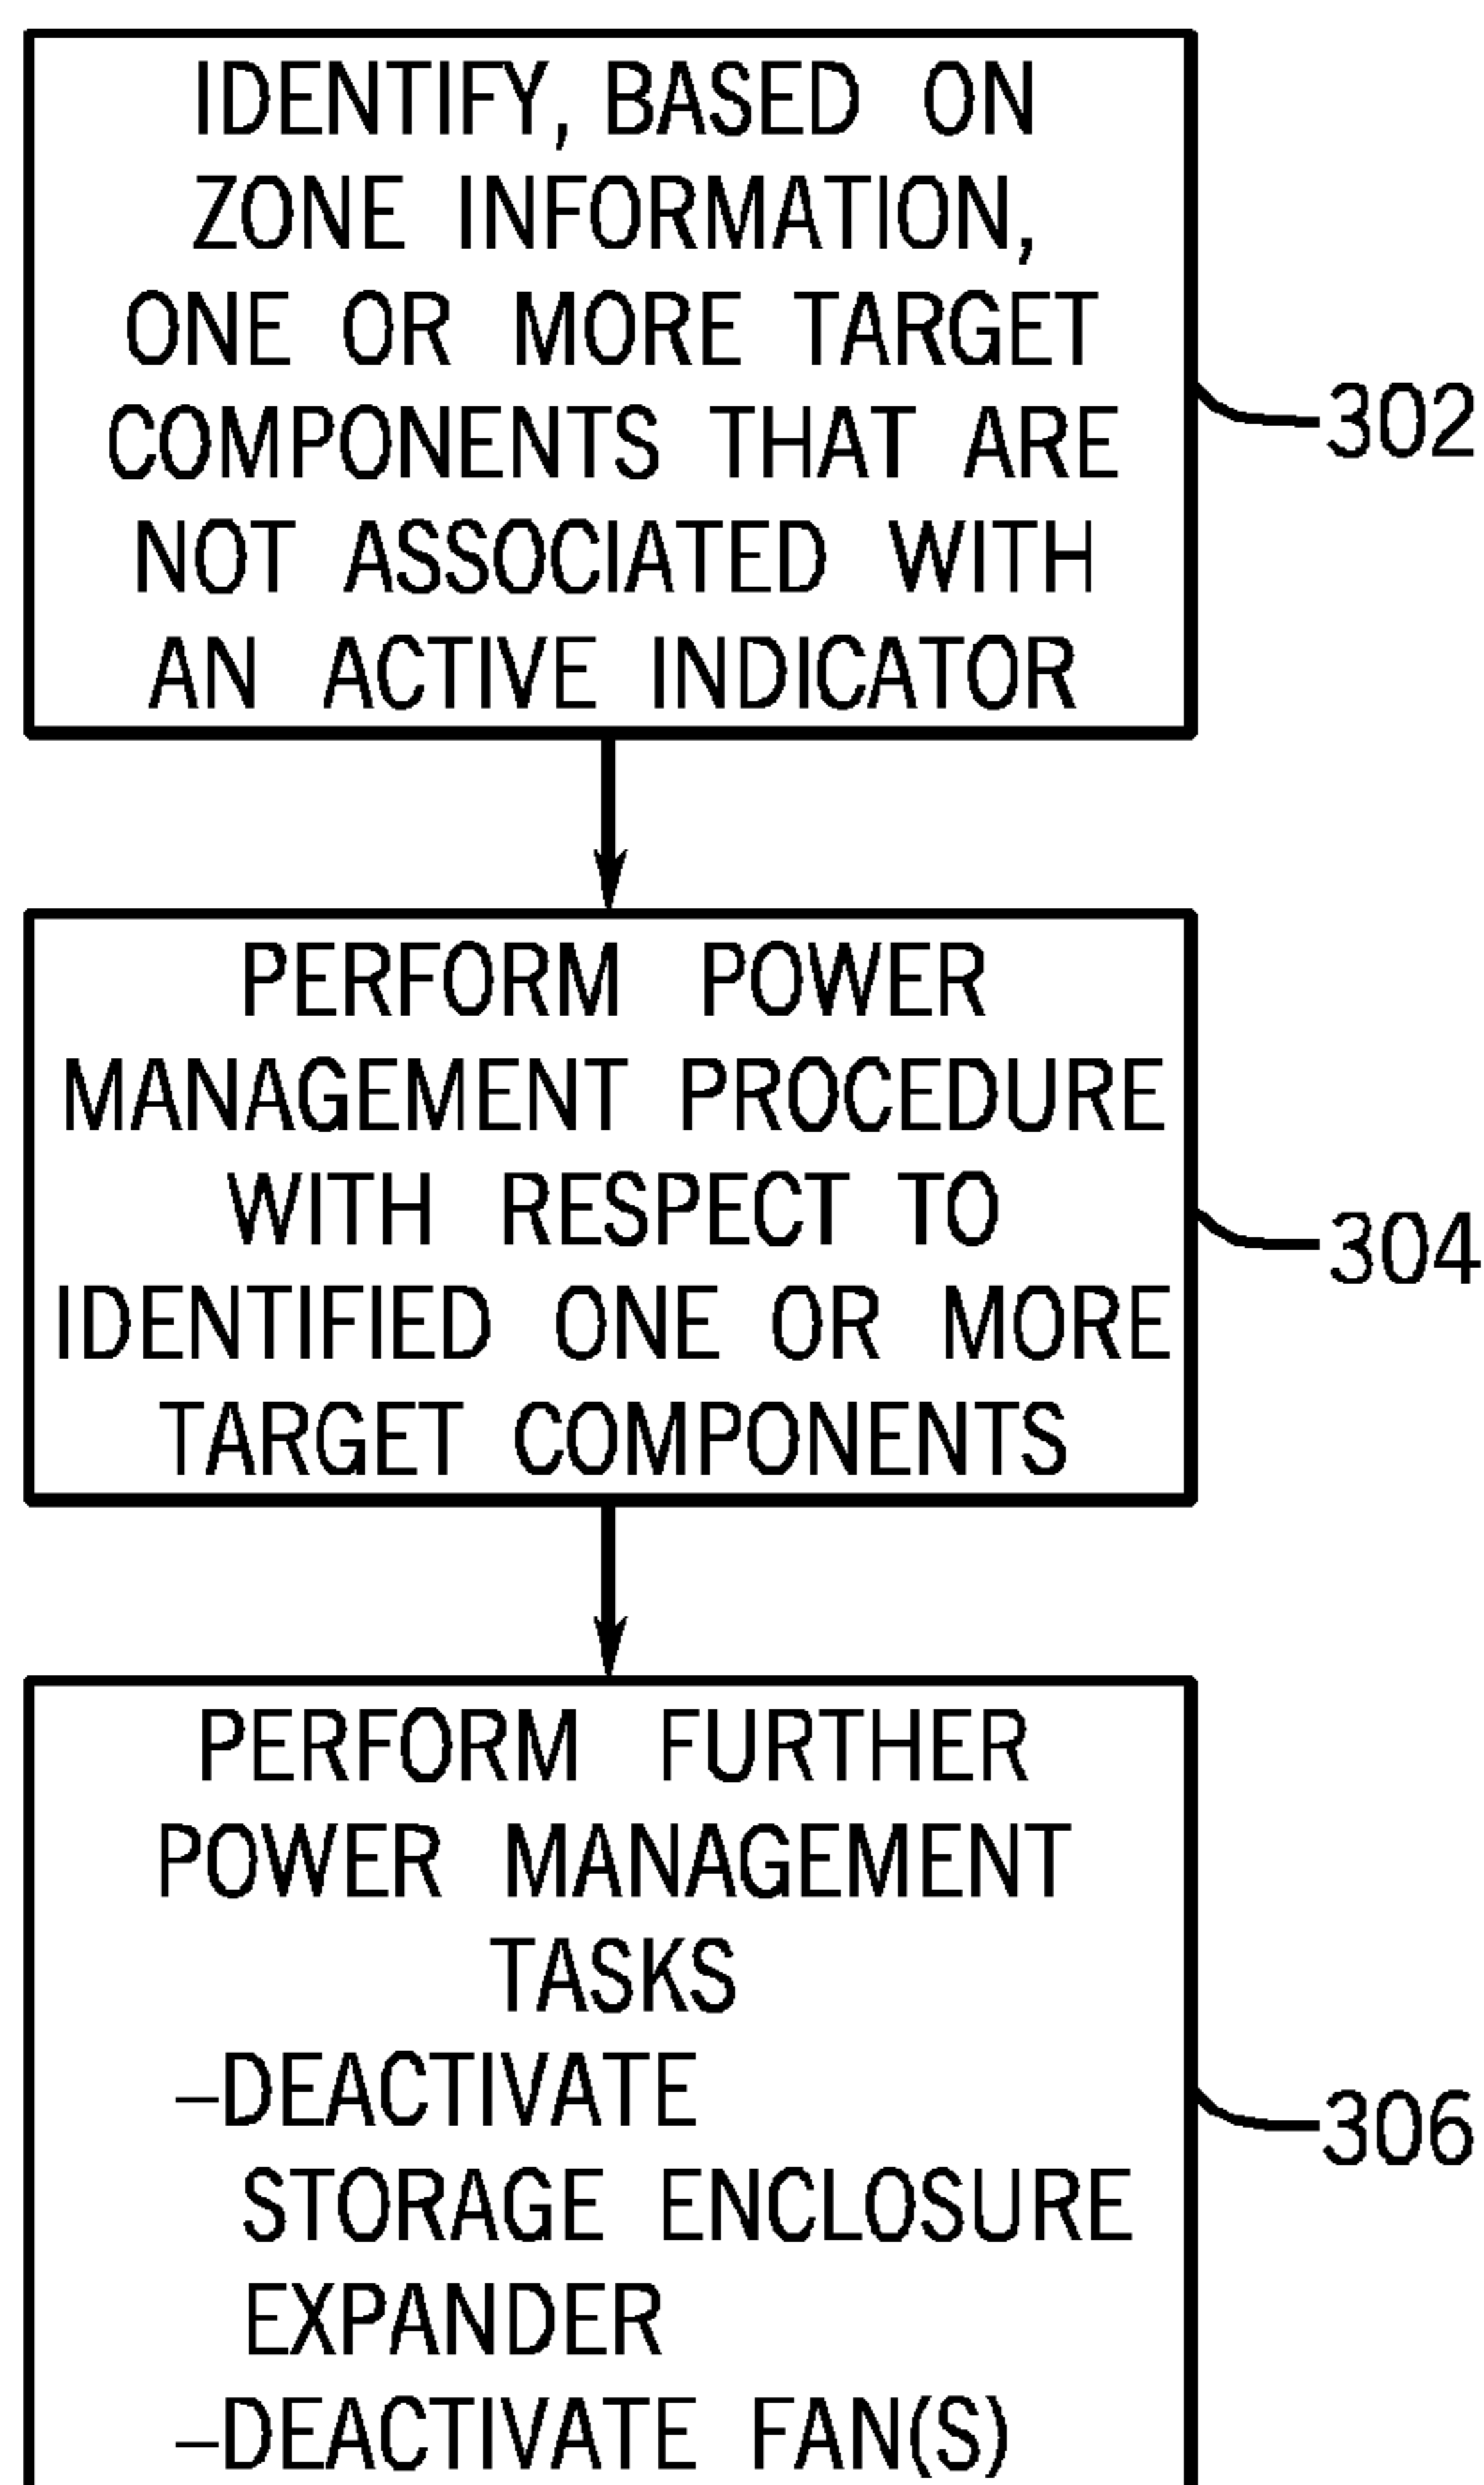 IDENTIFY, BASED ON
ZONE INFORMATION,
ONE OR MORE TARGET
COMPONENTS THAT ARE
NOT ASSOCIATED WITH
AN ACTIVE INDICATOR
302
PERFORM POWER
MANAGEMENT PROCEDURE
WITH RESPECT TO
IDENTIFIED ONE OR MORE
TARGET COMPONENTS
304
PERFORM FURTHER
POWER MANAGEMENT
TASKS
–DEACTIVATE
STORAGE ENCLOSURE
EXPANDER
–DEACTIVATE FAN(S)
306